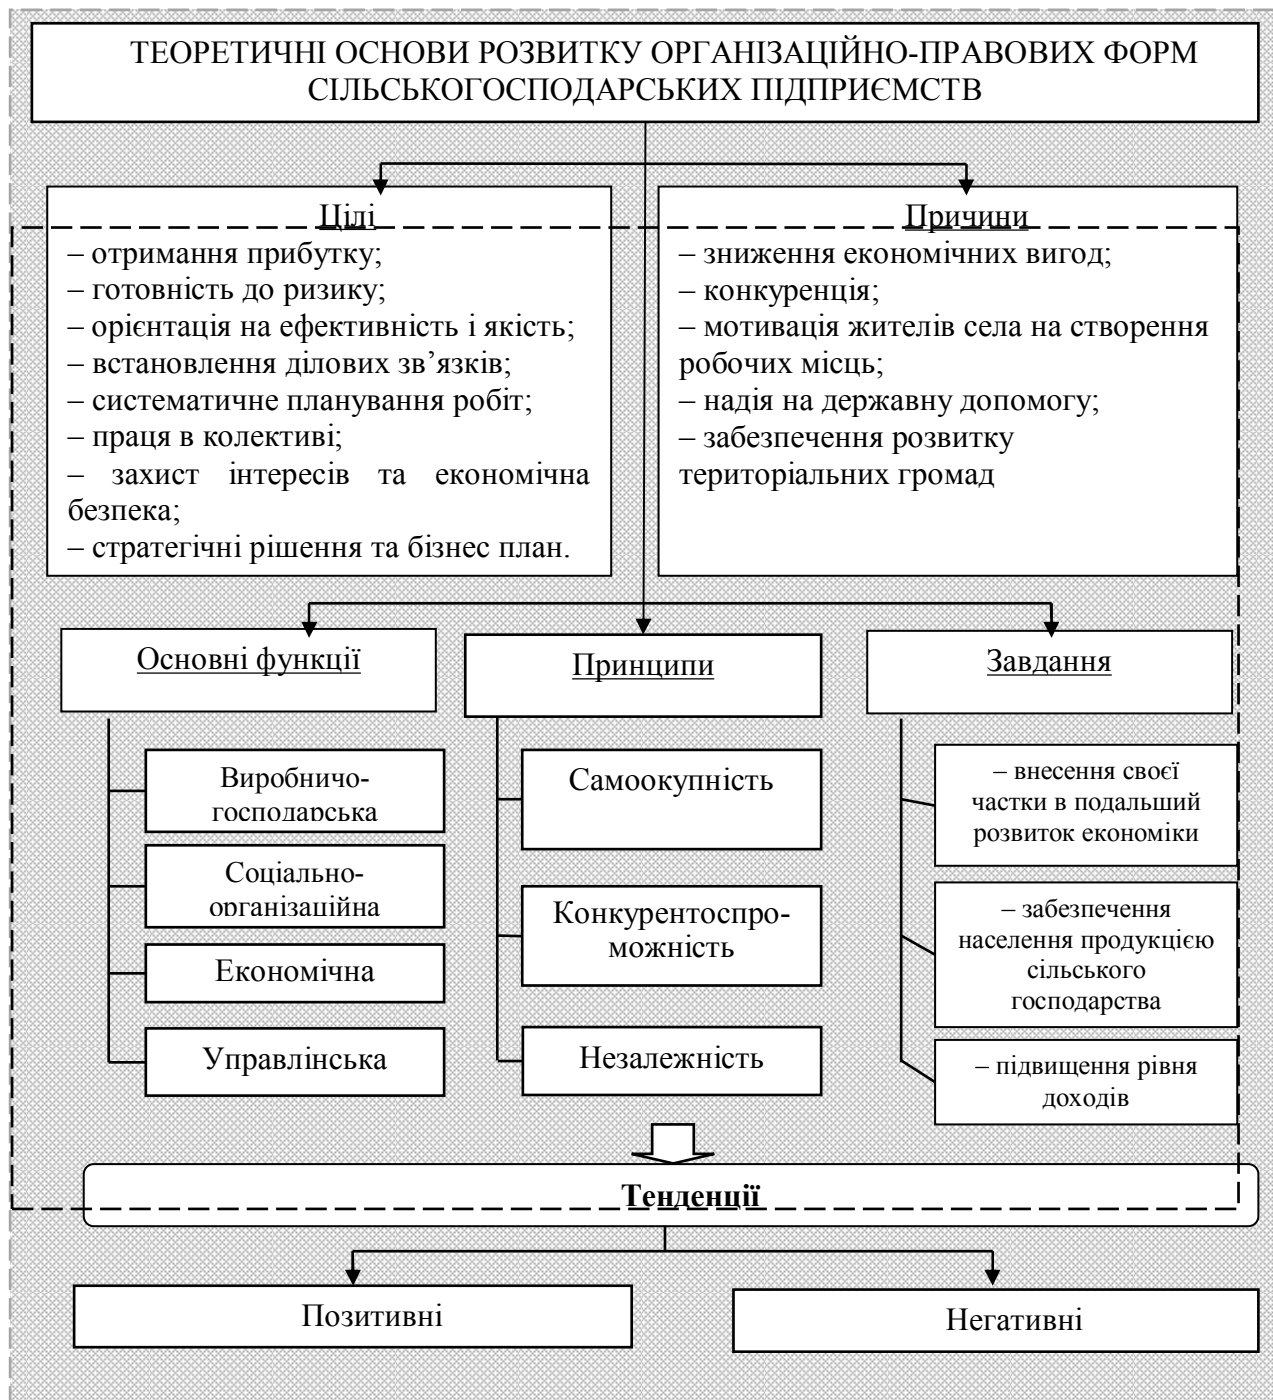 ТЕОРЕТИЧНІ ОСНОВИ РОЗВИТКУ ОРГАНІЗАЦІЙНО-ПРАВОВИХ ФОРМ
СІЛЬСЬКОГОСПОДАРСЬКИХ ПІДПРИЄМСТВ
Цілі
– отримання прибутку;
– готовність до ризику;
– орієнтація на ефективність і якість;
– встановлення ділових зв’язків;
– систематичне планування робіт;
– праця в колективі;
– захист інтересів та економічна
безпека;
– стратегічні рішення та бізнес план.
Причини
– зниження економічних вигод;
– конкуренція;
– мотивація жителів села на створення
робочих місць;
– надія на державну допомогу;
– забезпечення розвитку
територіальних громад
Основні функції
Виробничо-
господарська
Соціально-
організаційна
Економічна
Управлінська
Принципи
Самоокупність
Конкурентоспро-
можність
Незалежність
Завдання
– внесення своєї
частки в подальший
розвиток економіки
– забезпечення
населення продукцією
сільського
господарства
– підвищення рівня
доходів
Тенденції
Позитивні
Негативні